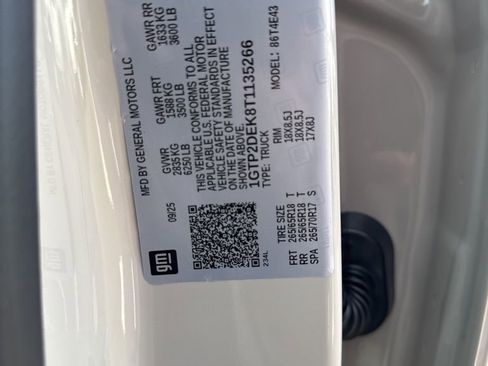 MFD BY GENERAL MOTORS LLC
09/25
GVWR
2835 KG
6250 LB
GAWR FRT
1588 KG
3500 LB
GAWR RR
1633 KG
3600 LB
THIS VEHICLE CONFORMS TO ALL
APPLICABLE U.S. FEDERAL MOTOR
VEHICLE SAFETY STANDARDS IN EFFECT
ON THE DATE OF MANUFACTURE
SHOWN ABOVE.
1GTP2DEK8T1135266
TYPE: TRUCK
MODEL: 86T4E43
gm
234L
TIRE SIZE RIM
FRT 265/65R18 T 18X8.5J
RR 265/65R18 T 18X8.5J
SPA 265/70R17 S 17X8J